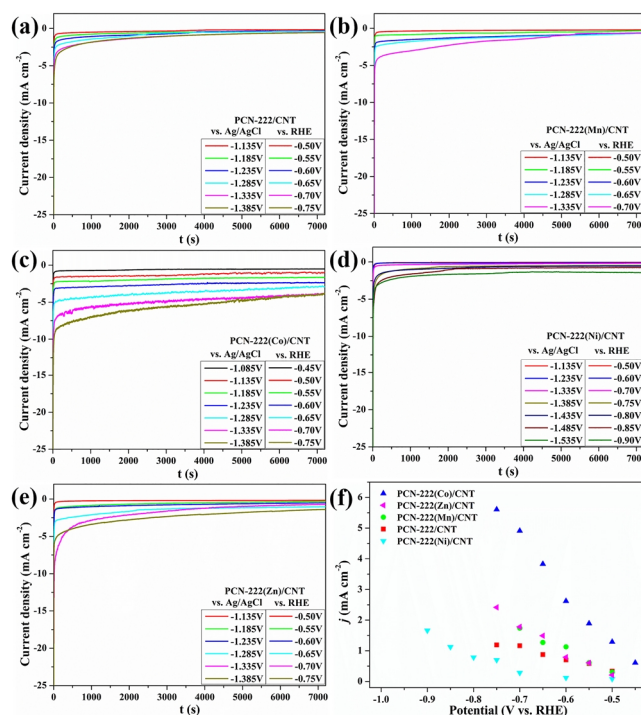 (a)
Current density (mA cm-2)
0
-5
-10
-15
-20
-25
PCN-222/CNT
vs. Ag/AgCl vs. RHE
-1.135V -0.50V
-1.185V -0.55V
-1.235V -0.60V
-1.285V -0.65V
-1.335V -0.70V
-1.385V -0.75V
0 1000 2000 3000 4000 5000 6000 7000
t (s)
(b)
Current density (mA cm-2)
0
-5
-10
-15
-20
-25
PCN-222(Mn)/CNT
vs. Ag/AgCl vs. RHE
-1.135V -0.50V
-1.185V -0.55V
-1.235V -0.60V
-1.285V -0.65V
-1.335V -0.70V
0 1000 2000 3000 4000 5000 6000 7000
t (s)
(c)
Current density (mA cm-2)
0
-5
-10
-15
-20
-25
PCN-222(Co)/CNT
vs. Ag/AgCl vs. RHE
-1.085V -0.45V
-1.135V -0.50V
-1.185V -0.55V
-1.235V -0.60V
-1.285V -0.65V
-1.335V -0.70V
-1.385V -0.75V
0 1000 2000 3000 4000 5000 6000 7000
t (s)
(d)
Current density (mA cm-2)
0
-5
-10
-15
-20
-25
PCN-222(Ni)/CNT
vs. Ag/AgCl vs. RHE
-1.135V -0.50V
-1.235V -0.60V
-1.335V -0.70V
-1.385V -0.75V
-1.435V -0.80V
-1.485V -0.85V
-1.535V -0.90V
0 1000 2000 3000 4000 5000 6000 7000
t (s)
(e)
Current density (mA cm-2)
0
-5
-10
-15
-20
-25
PCN-222(Zn)/CNT
vs. Ag/AgCl vs. RHE
-1.135V -0.50V
-1.185V -0.55V
-1.235V -0.60V
-1.285V -0.65V
-1.335V -0.70V
-1.385V -0.75V
0 1000 2000 3000 4000 5000 6000 7000
t (s)
(f)
j (mA cm-2)
6
5
4
3
2
1
0
PCN-222(Co)/CNT
PCN-222(Zn)/CNT
PCN-222(Mn)/CNT
PCN-222/CNT
PCN-222(Ni)/CNT
-1.0 -0.9 -0.8 -0.7 -0.6 -0.5
Potential (V vs. RHE)